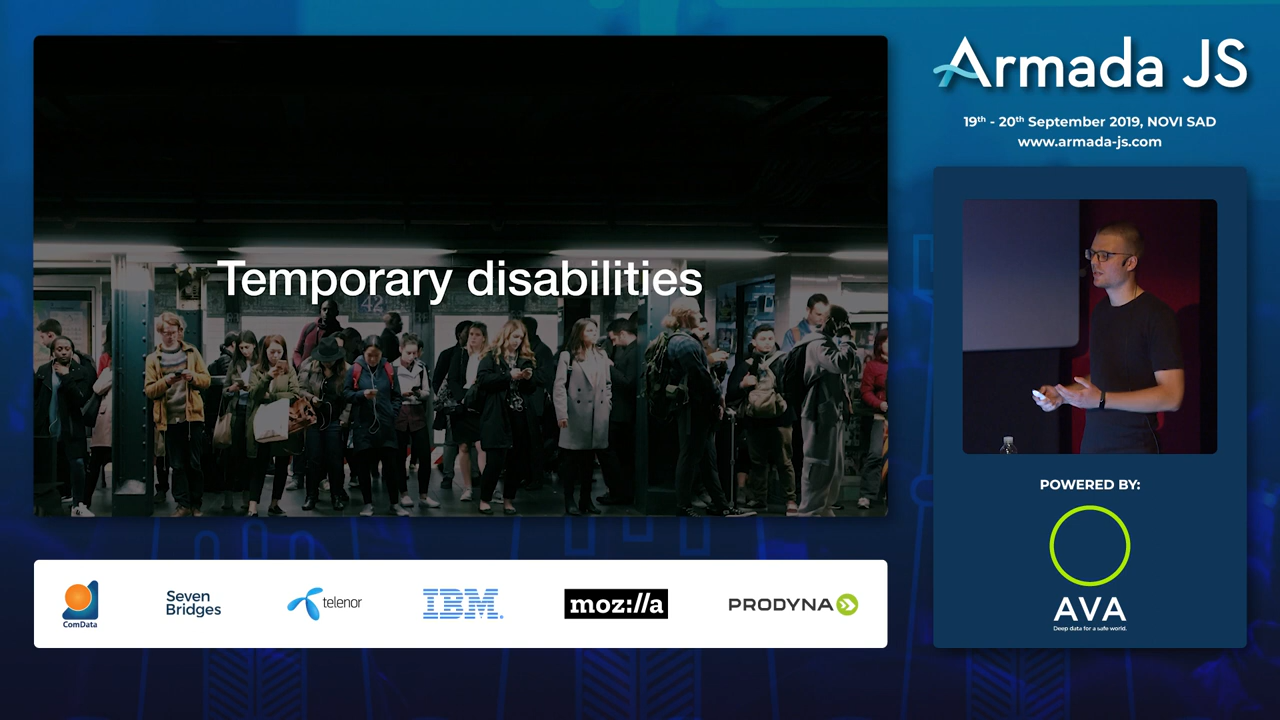 Armada JS
19th - 20th September 2019, NOVI SAD
www.armada-js.com
Temporary disabilities
42
POWERED BY:
AVA
Deep data for a safe world.
ComData
Seven
Bridges
telenor
IBM
moz://a
PRODYNA